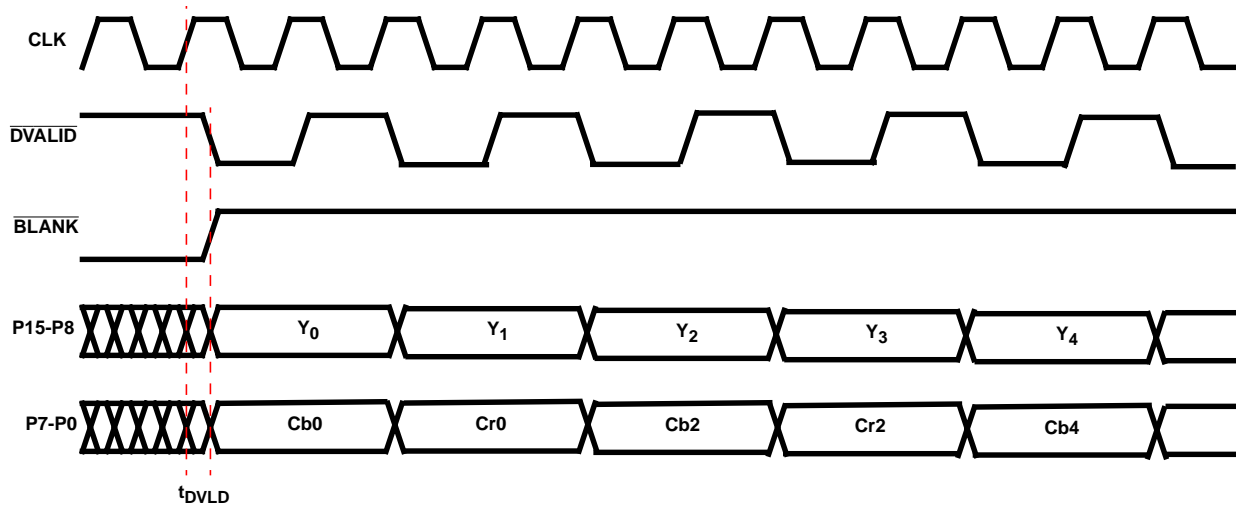 CLK
DVALID
BLANK
P15-P8 Y0 Y1 Y2 Y3 Y4
P7-P0 Cb0 Cr0 Cb2 Cr2 Cb4
tDVLD